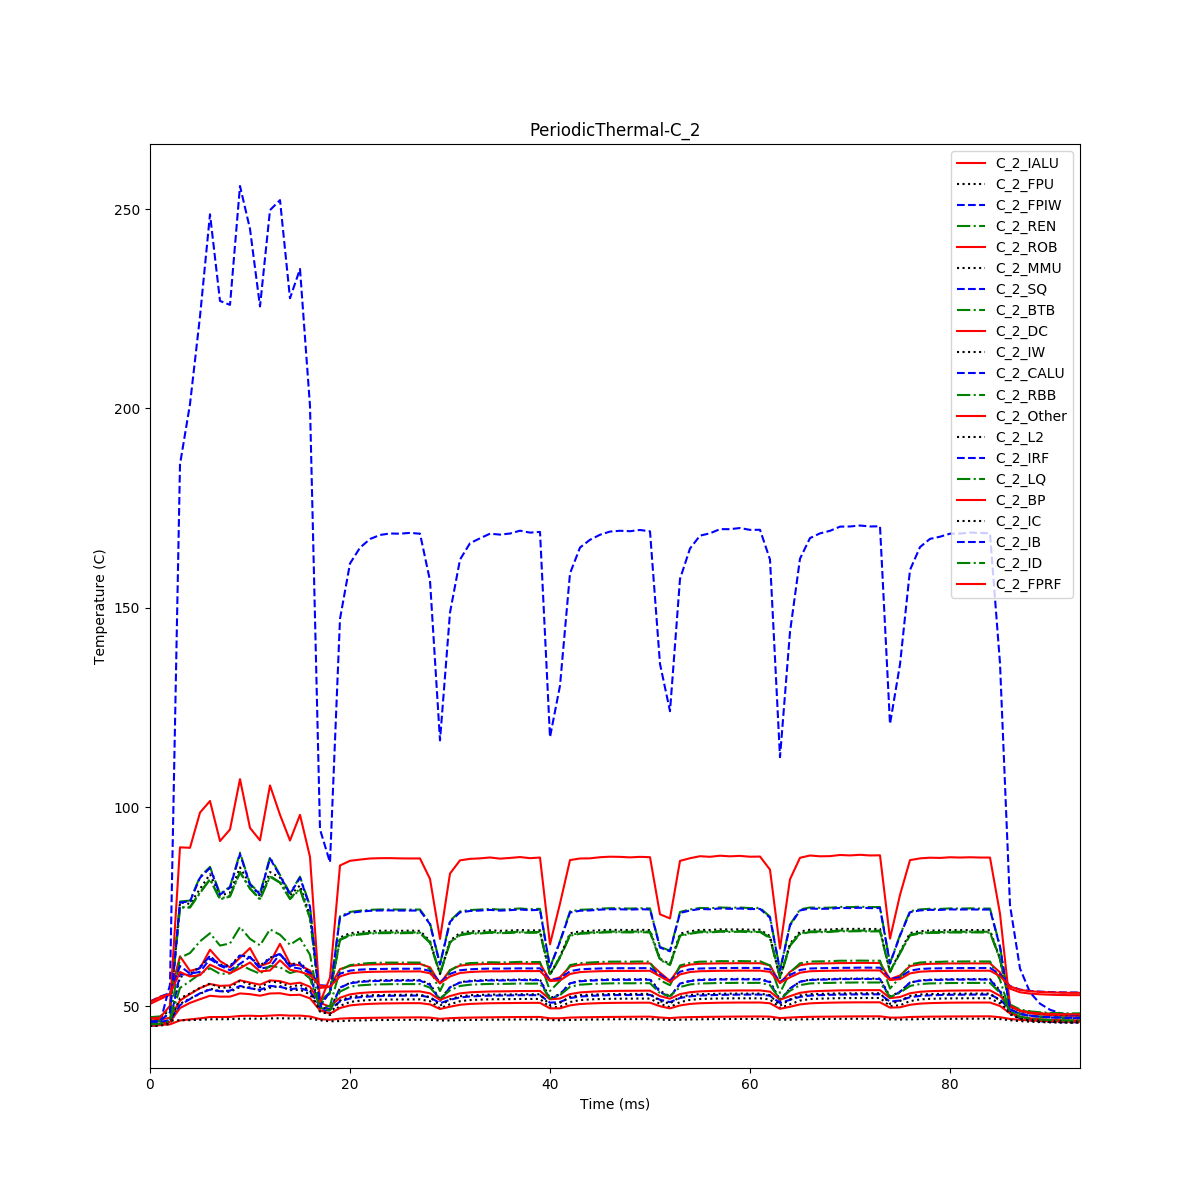 PeriodicThermal-C_2
C_2_IALU
C_2_FPU
C_2_FPIW
C_2_REN
C_2_ROB
C_2_MMU
C_2_SQ
C_2_BTB
C_2_DC
C_2_IW
C_2_CALU
C_2_RBB
C_2_Other
C_2_L2
C_2_IRF
C_2_LQ
C_2_BP
C_2_IC
C_2_IB
C_2_ID
C_2_FPRF
250
200
150
100
50
Temperature (C)
0 20 40 60 80
Time (ms)